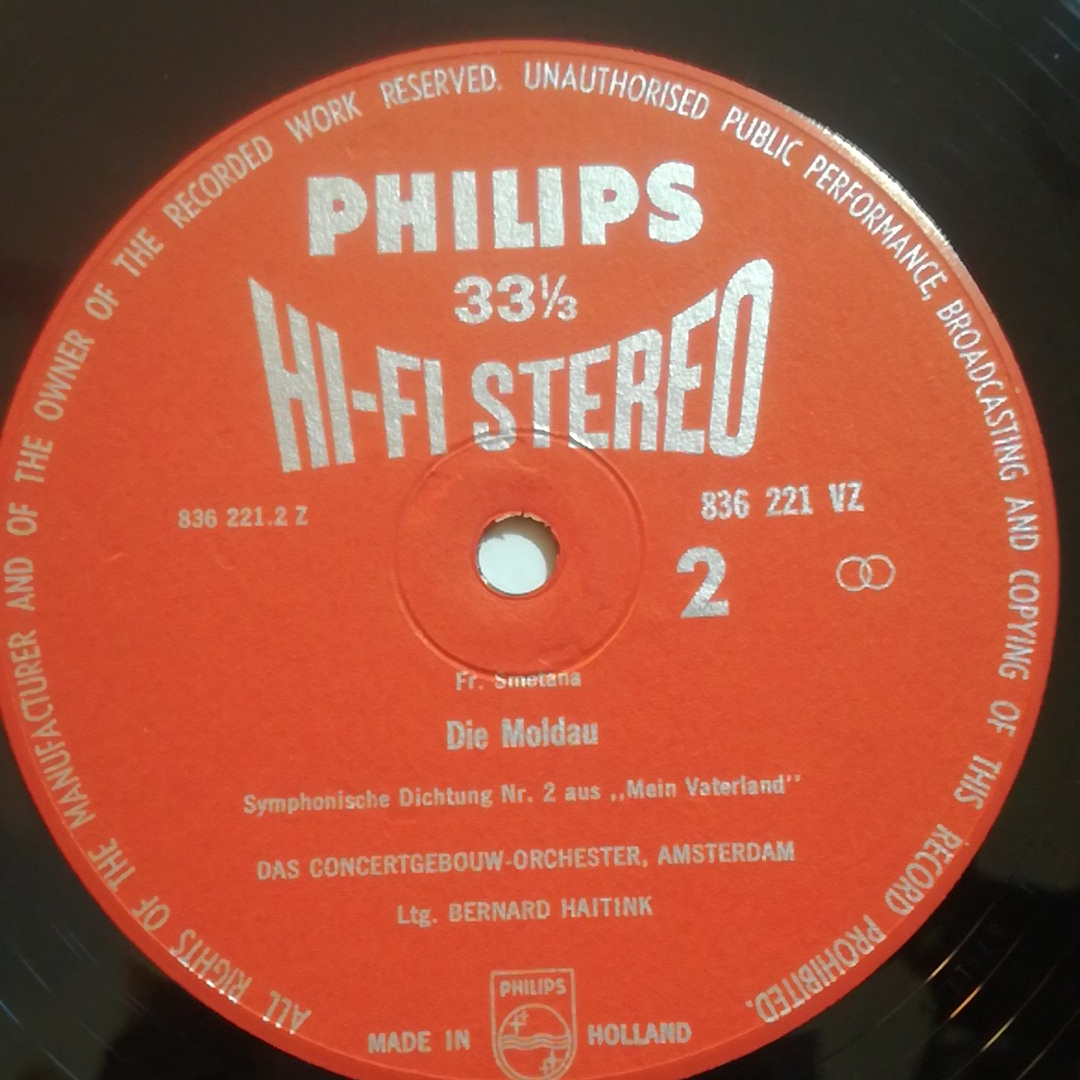 ALL RIGHTS OF THE MANUFACTURER AND OF THE OWNER OF THE RECORDED WORK RESERVED. UNAUTHORISED PUBLIC PERFORMANCE, BROADCASTING AND COPYING OF THIS RECORD PROHIBITED.
PHILIPS
33⅓
HI-FI STEREO
836 221.2 Z
836 221 VZ
2
Fr. Smetana
Die Moldau
Symphonische Dichtung Nr. 2 aus ,,Mein Vaterland''
DAS CONCERTGEBOUW-ORCHESTER, AMSTERDAM
Ltg. BERNARD HAITINK
PHILIPS
MADE IN HOLLAND